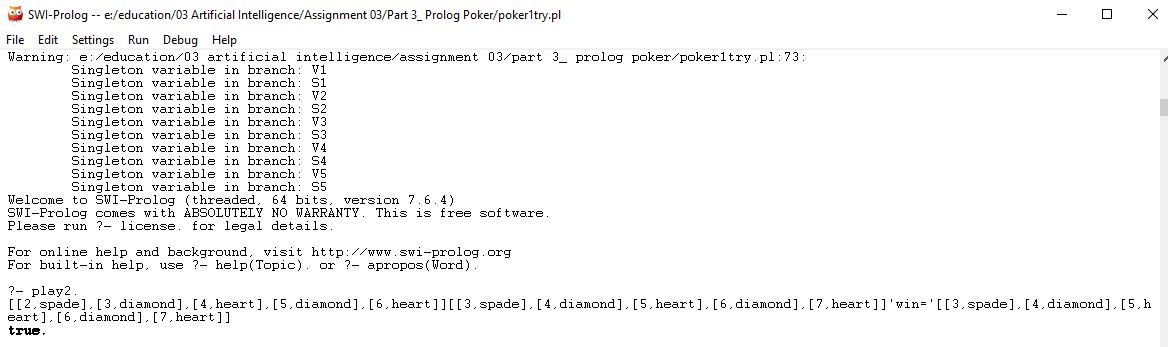 SWI-Prolog -- e:/education/03 Artificial Intelligence/Assignment 03/Part 3_ Prolog Poker/poker1try.pl
File Edit Settings Run Debug Help
Warning: e:/education/03 artificial intelligence/assignment 03/part 3_ prolog poker/poker1try.pl:73:
Singleton variable in branch: V1
Singleton variable in branch: S1
Singleton variable in branch: V2
Singleton variable in branch: S2
Singleton variable in branch: V3
Singleton variable in branch: S3
Singleton variable in branch: V4
Singleton variable in branch: S4
Singleton variable in branch: V5
Singleton variable in branch: S5
Welcome to SWI-Prolog (threaded, 64 bits, version 7.6.4)
SWI-Prolog comes with ABSOLUTELY NO WARRANTY. This is free software.
Please run ?- license. for legal details.
For online help and background, visit http://www.swi-prolog.org
For built-in help, use ?- help(Topic). or ?- apropos(Word).
?- play2.
[[2,spade],[3,diamond],[4,heart],[5,diamond],[6,heart]][[3,spade],[4,diamond],[5,heart],[6,diamond],[7,heart]]'win='[[3,spade],[4,diamond],[5,h
eart],[6,diamond],[7,heart]]
true.